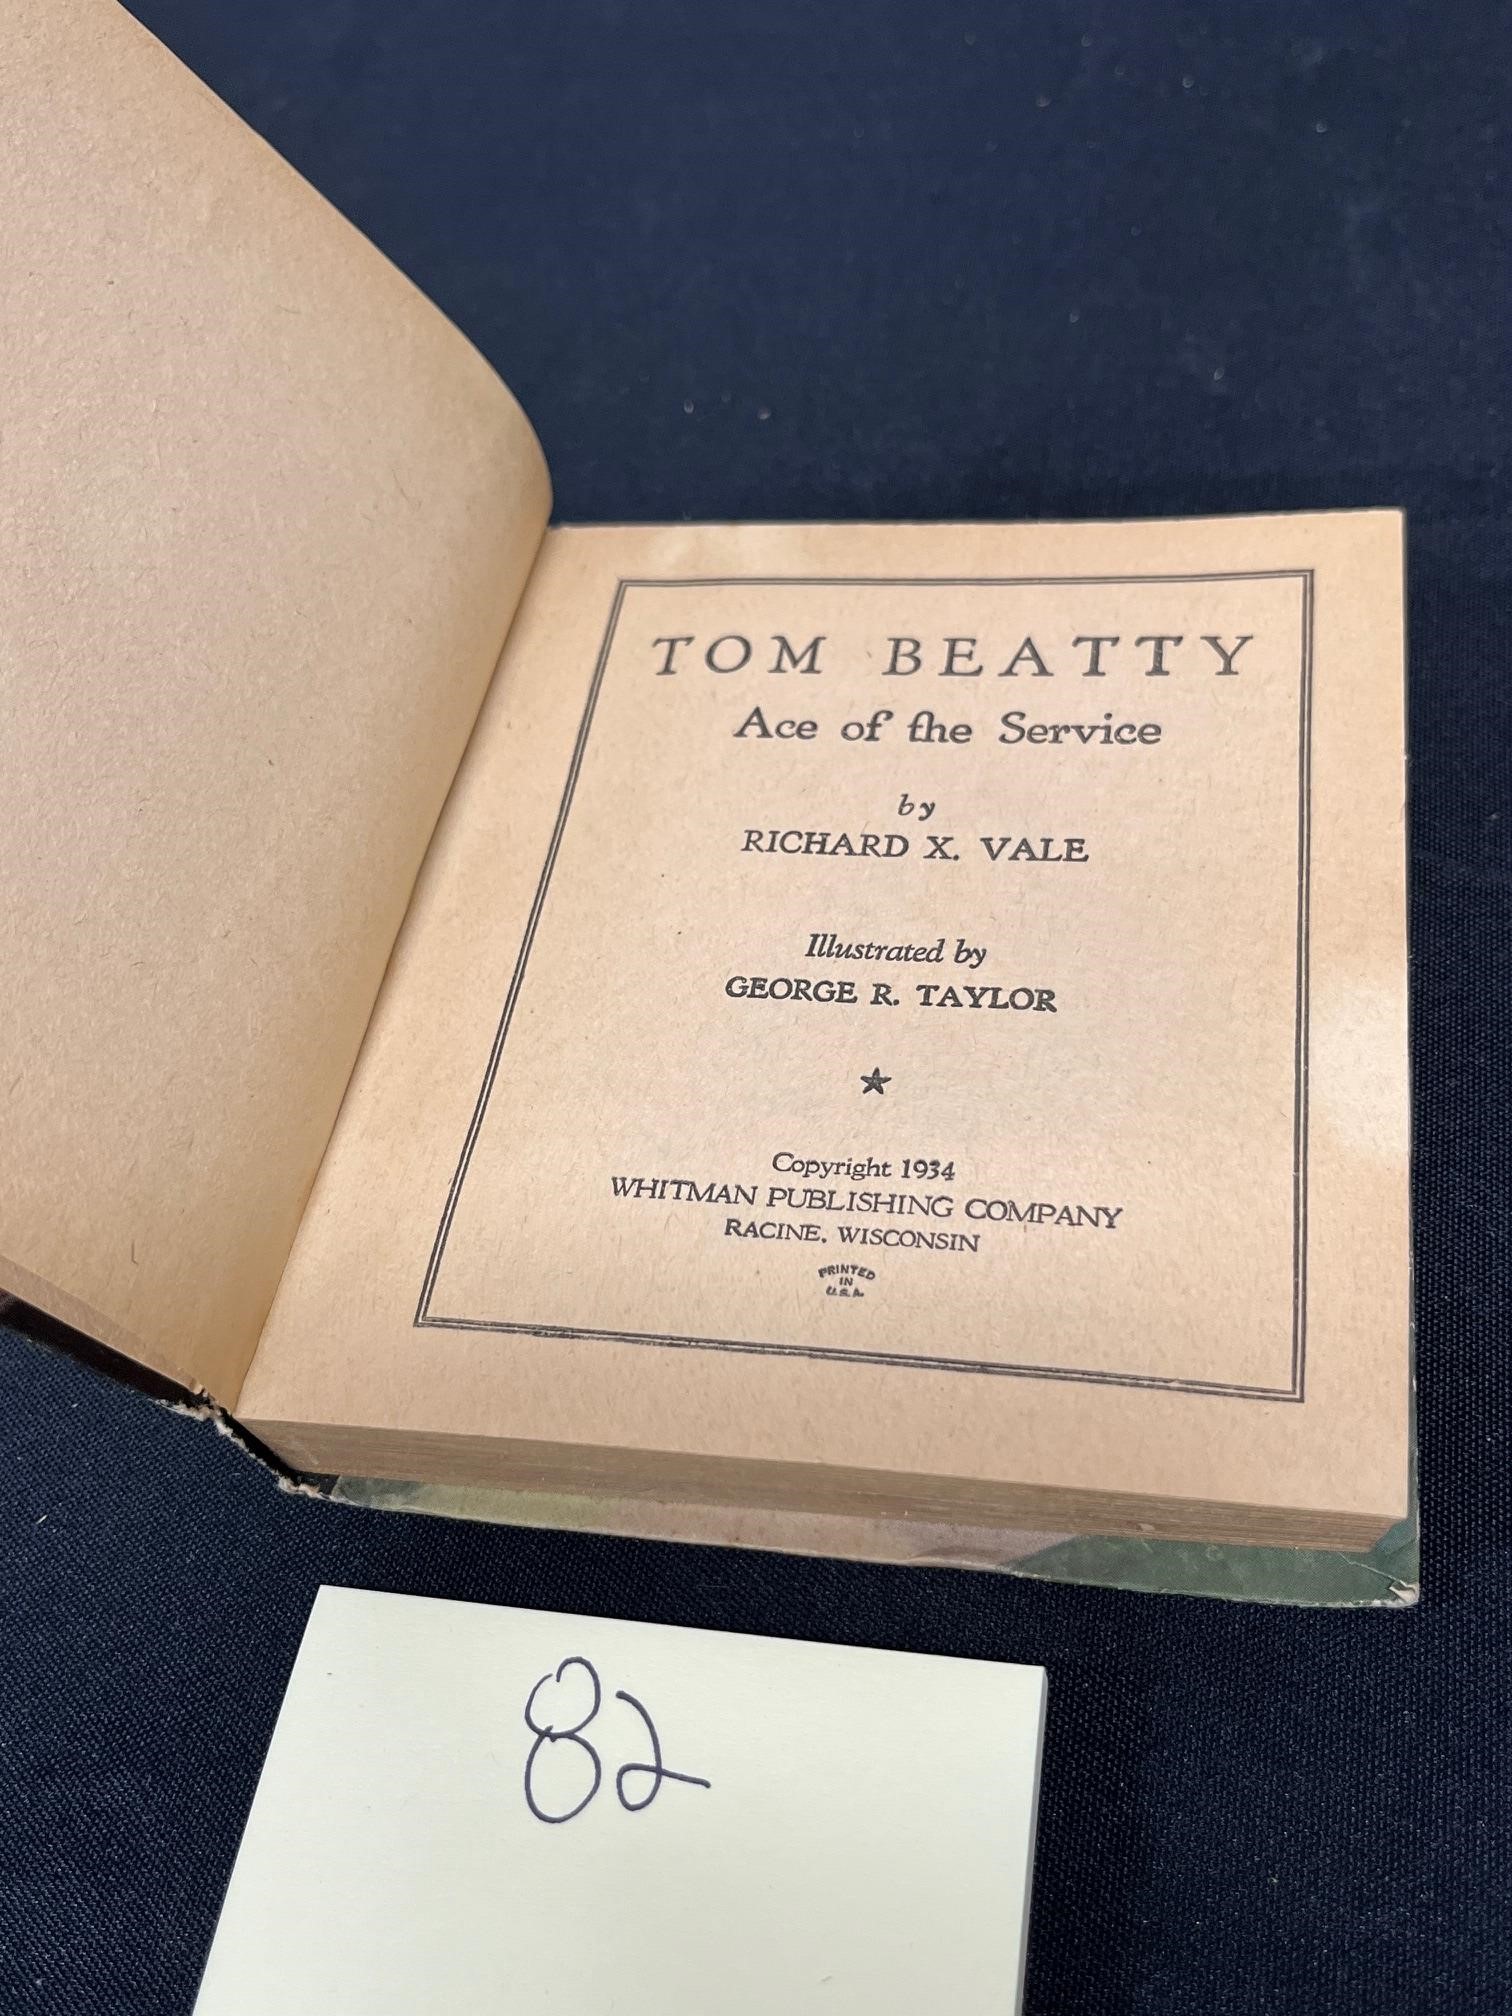 TOM BEATTY
Ace of the Service
by
RICHARD X. VALE
Illustrated by
GEORGE R. TAYLOR
Copyright 1934
WHITMAN PUBLISHING COMPANY
RACINE, WISCONSIN
PRINTED
IN
U.S.A.
82